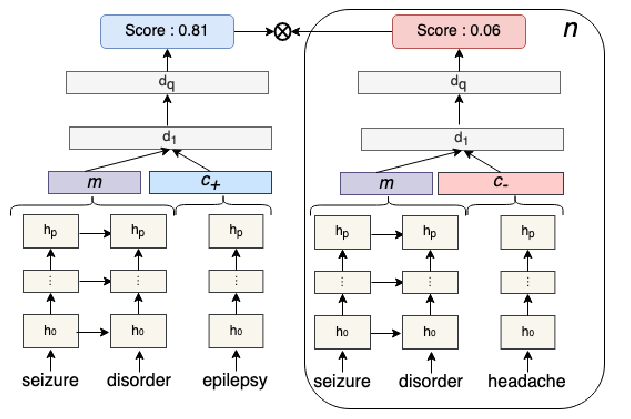 Score : 0.81
⊗
Score : 0.06
n
d_q
d_q
d_1
d_1
m
c_+
m
c_-
h_p
h_p
h_p
h_p
h_p
h_p
⋮
⋮
⋮
⋮
⋮
⋮
h_0
h_0
h_0
h_0
h_0
h_0
seizure disorder epilepsy
seizure disorder headache